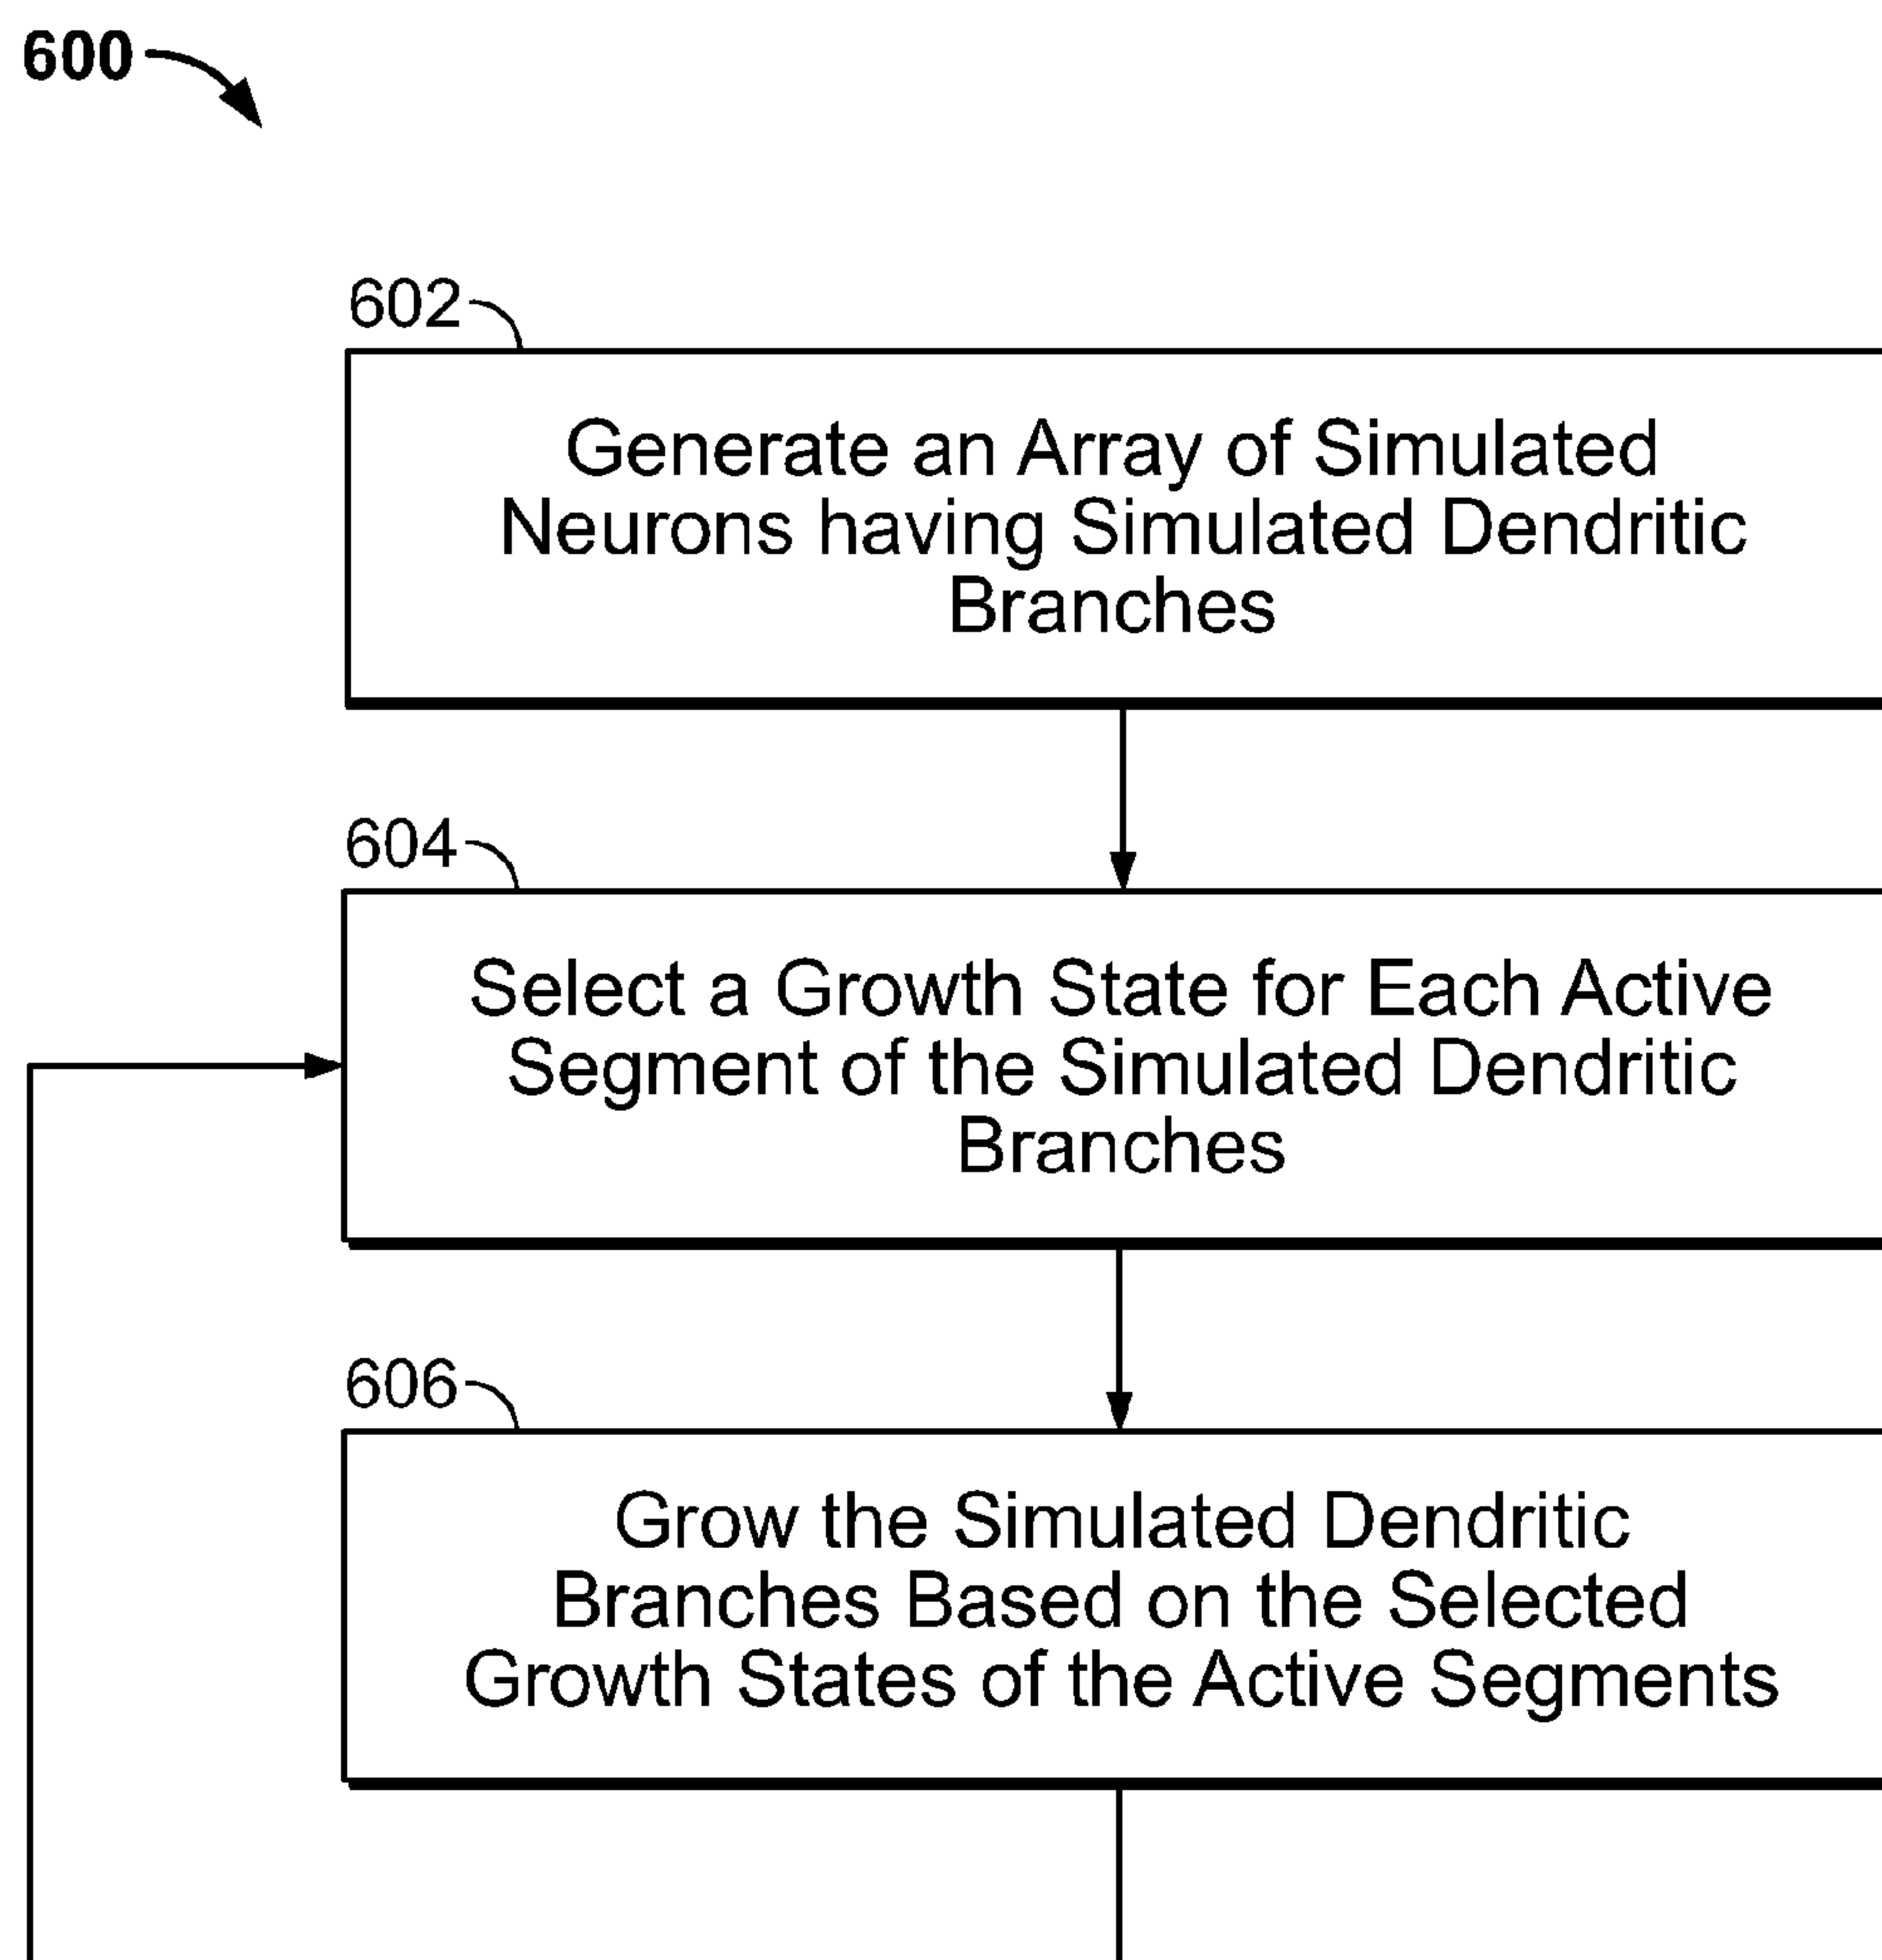 600
602
Generate an Array of Simulated
Neurons having Simulated Dendritic
Branches
604
Select a Growth State for Each Active
Segment of the Simulated Dendritic
Branches
606
Grow the Simulated Dendritic
Branches Based on the Selected
Growth States of the Active Segments